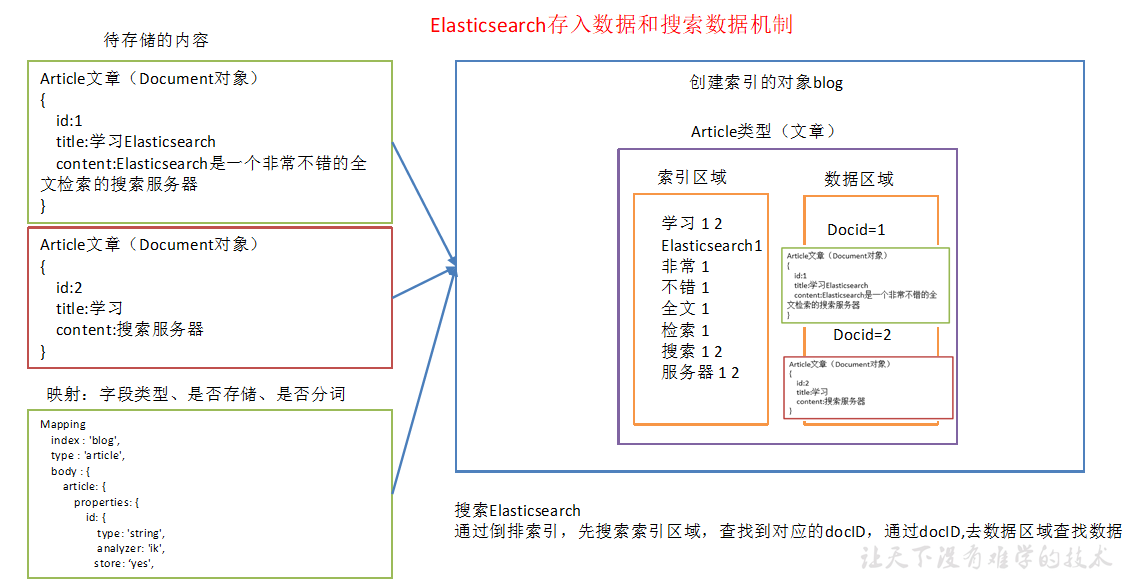 Elasticsearch存入数据和搜索数据机制
待存储的内容
Article文章（Document对象）
{
id:1
title:学习Elasticsearch
content:Elasticsearch是一个非常不错的全
文检索的搜索服务器
}
Article文章（Document对象）
{
id:2
title:学习
content:搜索服务器
}
映射：字段类型、是否存储、是否分词
Mapping
index : 'blog',
type : 'article',
body : {
article: {
properties: {
id: {
type: 'string',
analyzer: 'ik',
store: 'yes',
创建索引的对象blog
Article类型（文章）
索引区域
学习 1 2
Elasticsearch1
非常 1
不错 1
全文 1
检索 1
搜索 1 2
服务器 1 2
数据区域
Docid=1
Article文章（Document对象）
{
id:1
title:学习Elasticsearch
content:Elasticsearch是一个非常不错的全
文检索的搜索服务器
}
Docid=2
Article文章（Document对象）
{
id:2
title:学习
content:搜索服务器
}
搜索Elasticsearch
通过倒排索引，先搜索索引区域，查找到对应的docID，通过docID,去数据区域查找数据
让天下没有难学的技术